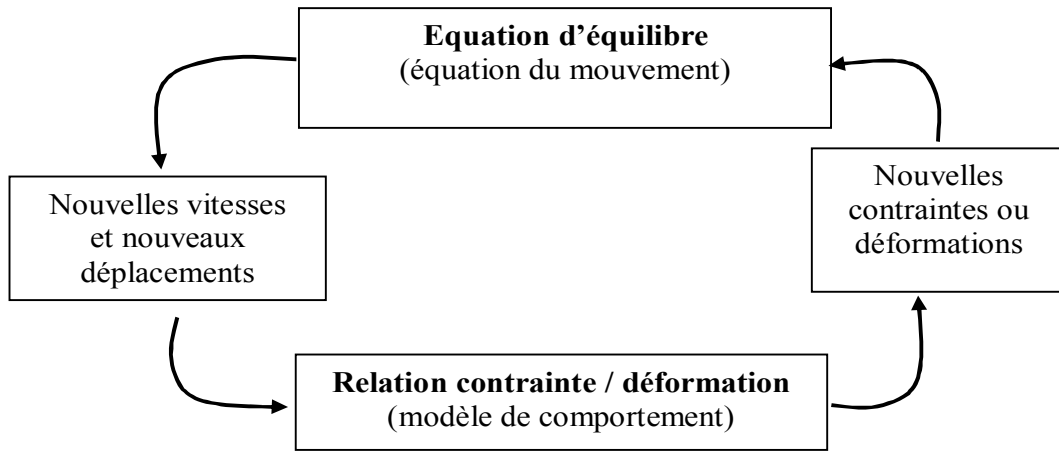 Equation d’équilibre
(équation du mouvement)
Nouvelles vitesses
et nouveaux
déplacements
Nouvelles
contraintes ou
déformations
Relation contrainte / déformation
(modèle de comportement)